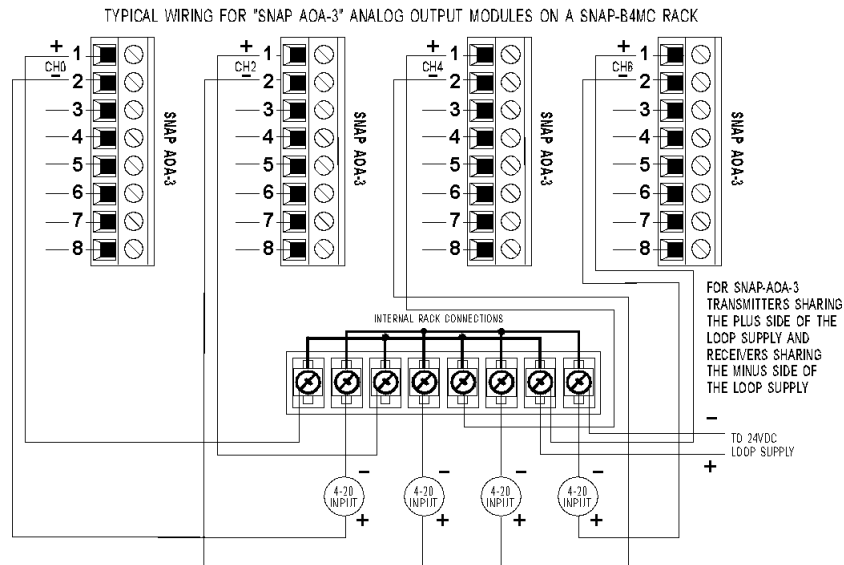 TYPICAL WIRING FOR "SNAP AOA-3" ANALOG OUTPUT MODULES ON A SNAP-B4MC RACK
+ 1
CH0
− 2
3
4
5
6
7
8
SNAP AOA-3
+ 1
CH2
− 2
3
4
5
6
7
8
SNAP AOA-3
+ 1
CH4
− 2
3
4
5
6
7
8
SNAP AOA-3
+ 1
CH6
− 2
3
4
5
6
7
8
SNAP AOA-3
FOR SNAP-AOA-3
TRANSMITTERS SHARING
THE PLUS SIDE OF THE
LOOP SUPPLY AND
RECEIVERS SHARING
THE MINUS SIDE OF
THE LOOP SUPPLY
INTERNAL RACK CONNECTIONS
−
TO 24VDC
LOOP SUPPLY
+
−
4-20
INPUT
+
−
4-20
INPUT
+
−
4-20
INPUT
+
−
4-20
INPUT
+